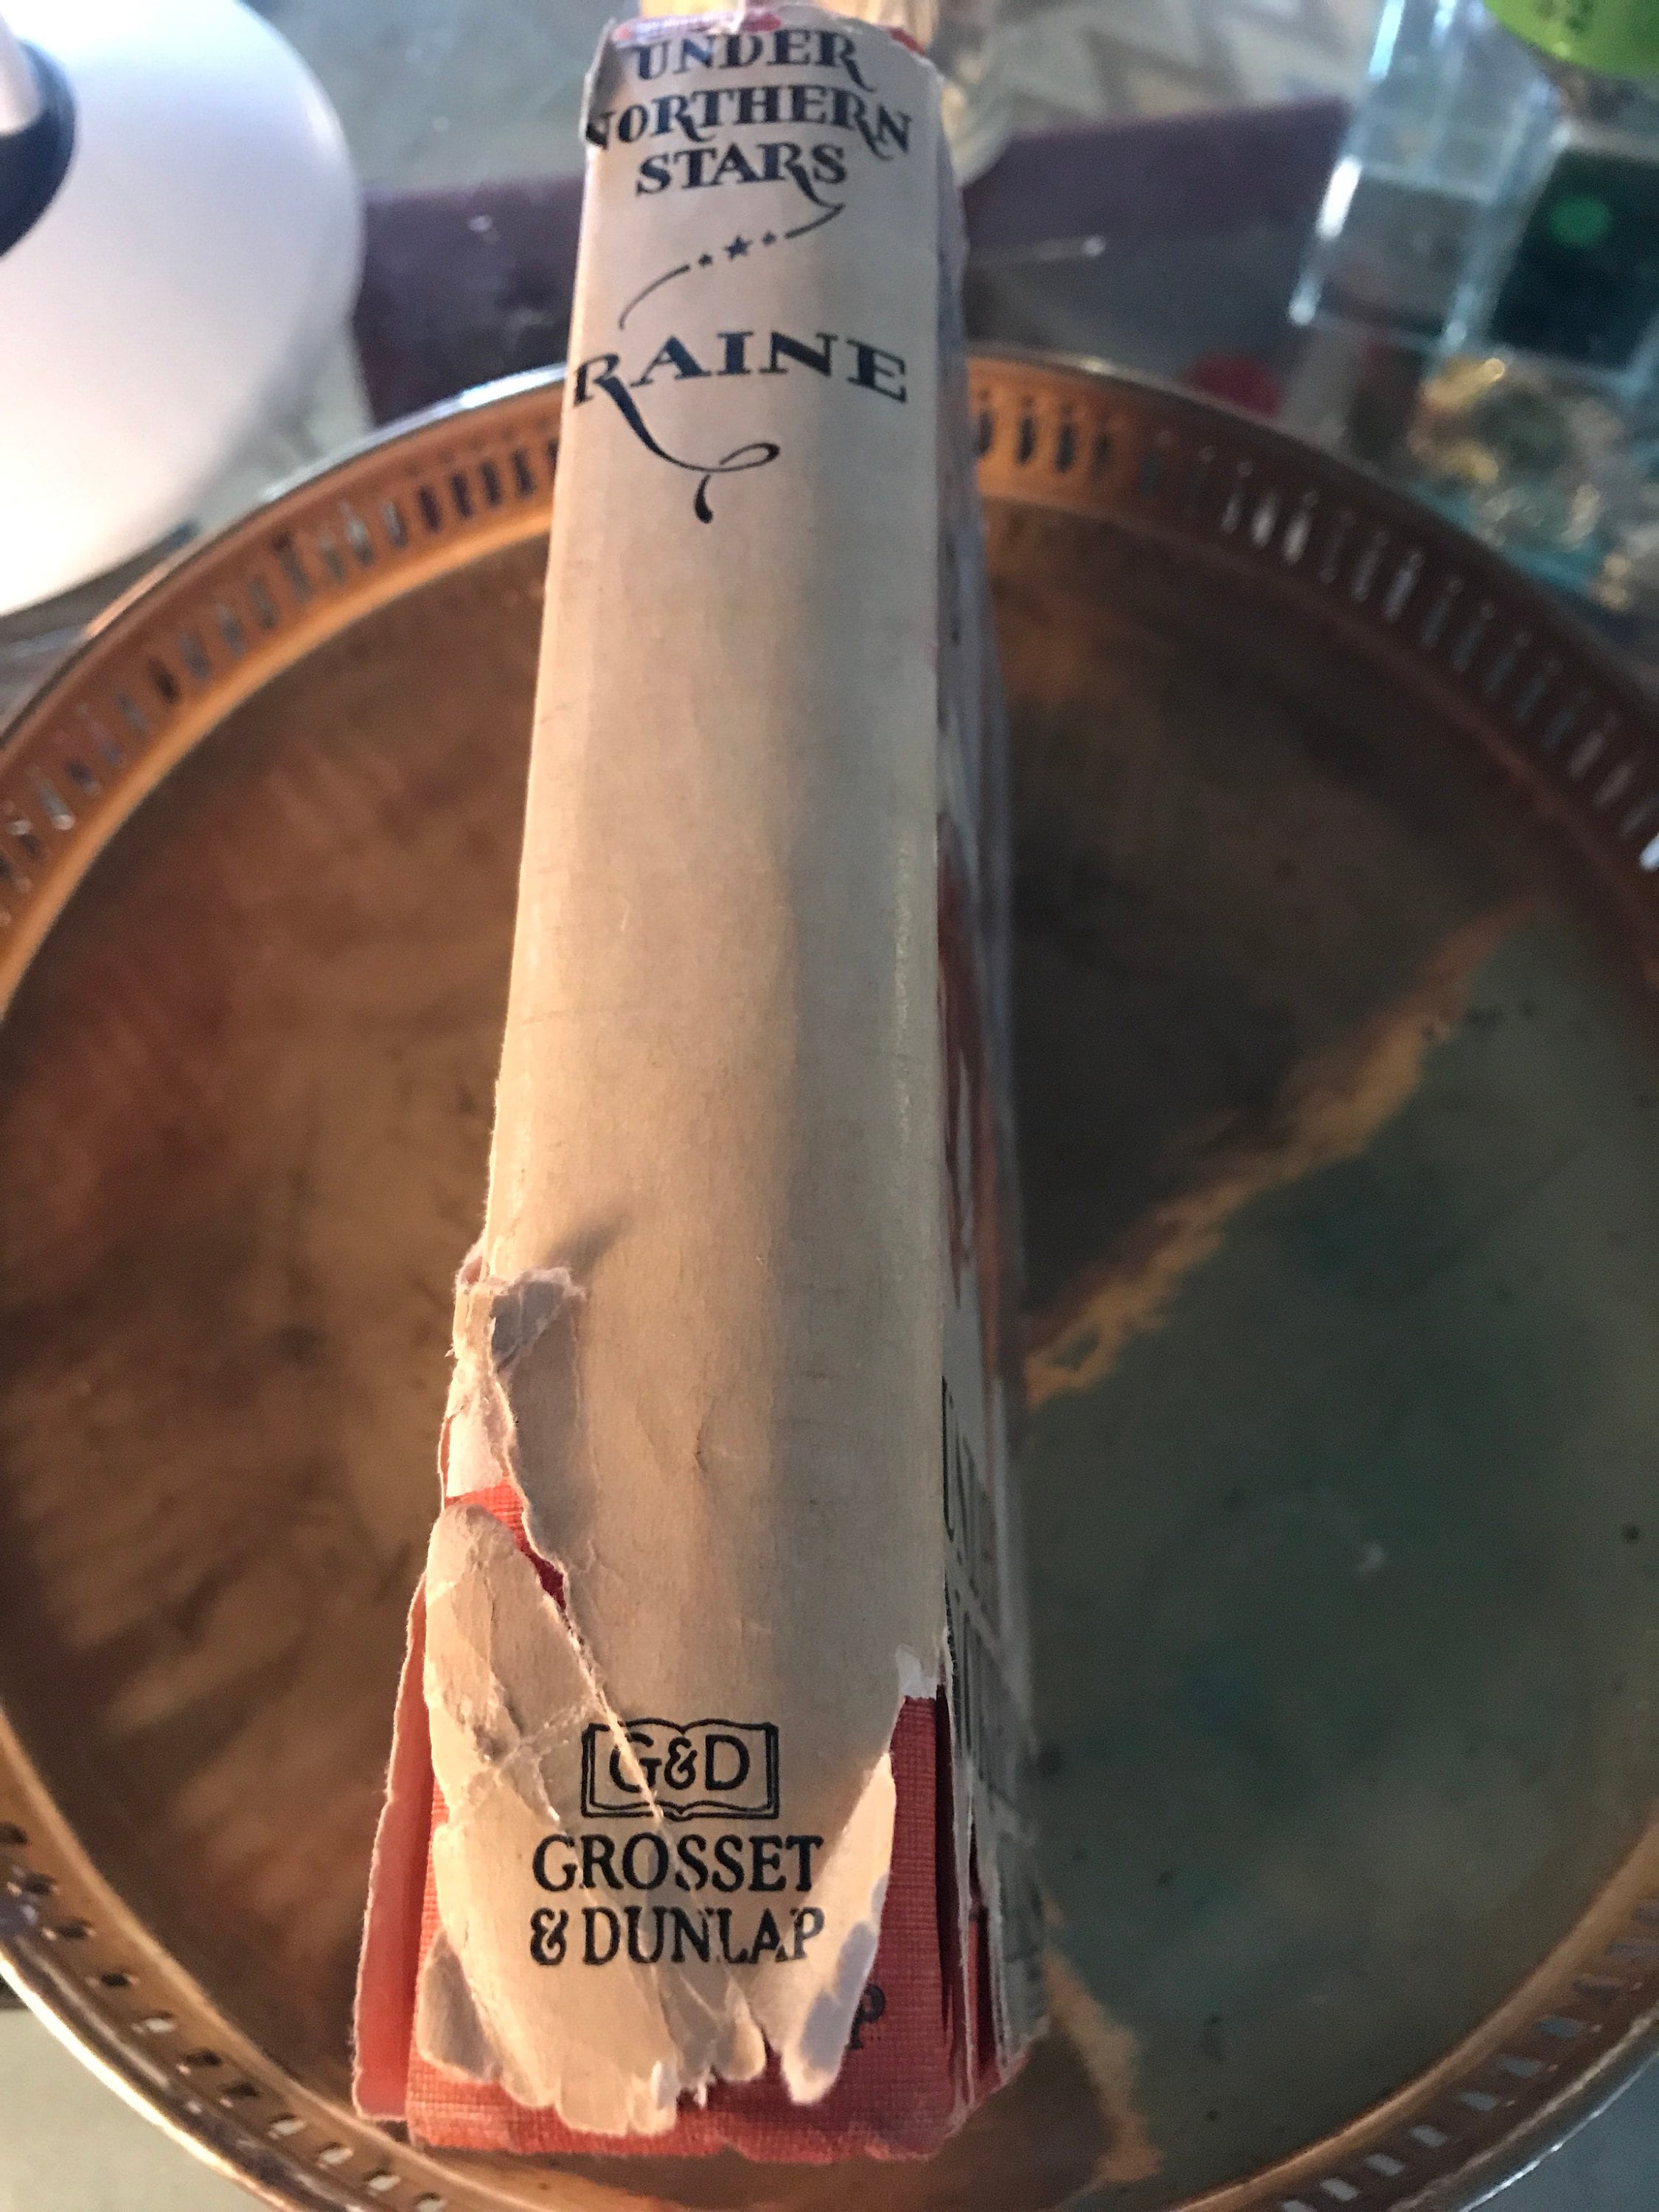 UNDER
NORTHERN
STARS
RAINE
G&D
GROSSET
& DUNLAP
P